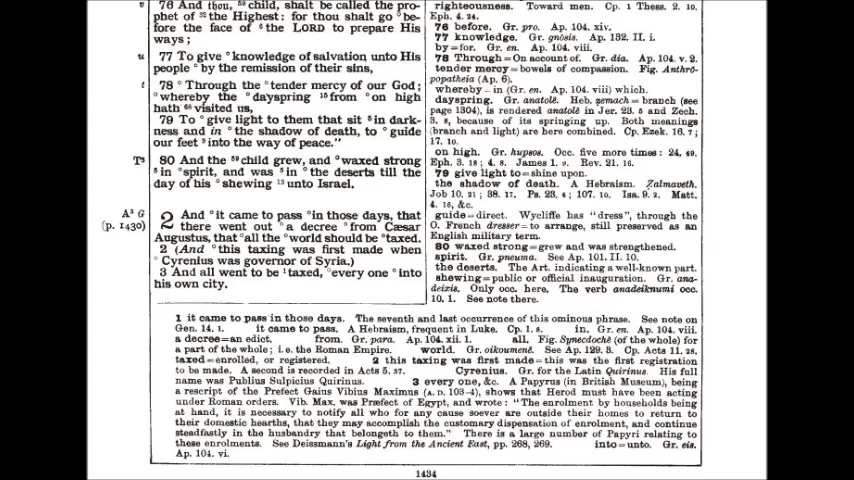 v
76 And thou, 59 child, shalt be called the pro-
phet of 32 the Highest: for thou shalt go °be-
fore the face of 6 the LORD to prepare His
ways;
u
77 To give °knowledge of salvation unto His
people °by the remission of their sins,
t
78 °Through the °tender mercy of our God;
°whereby the °dayspring 15 from °on high
hath 68 visited us,
79 To °give light to them that sit 5 in dark-
ness and in °the shadow of death, to °guide
our feet 9 into the way of peace."
T³
80 And the 59 child grew, and °waxed strong
5 in °spirit, and was 5 in °the deserts till the
day of his °shewing 13 unto Israel.
A³ G
(p. 1430)
2 And °it came to pass °in those days, that
there went out °a decree °from Cæsar
Augustus, that °all the °world should be °taxed.
2 (And °this taxing was first made when
°Cyrenius was governor of Syria.)
3 And all went to be 1 taxed, °every one °into
his own city.
righteousness. Toward men. Cp. 1 Thess. 2. 10.
Eph. 4. 24.
76 before. Gr. pro. Ap. 104. xiv.
77 knowledge. Gr. gnōsis. Ap. 132. II. i.
by=for. Gr. en. Ap. 104. viii.
78 Through=On account of. Gr. dia. Ap. 104. v. 2.
tender mercy=bowels of compassion. Fig. Anthrō-
popatheia (Ap. 6).
whereby=in (Gr. en. Ap. 104. viii) which.
dayspring. Gr. anatolē. Heb. ẓemach=branch (see
page 1304), is rendered anatolē in Jer. 23. 5 and Zech.
3. 8, because of its springing up. Both meanings
(branch and light) are here combined. Cp. Ezek. 16. 7;
17. 10.
on high. Gr. hupsos. Occ. five more times: 24. 49.
Eph. 3. 18; 4. 8. James 1. 9. Rev. 21. 16.
79 give light to=shine upon.
the shadow of death. A Hebraism. Ẓalmaveth.
Job 10. 21; 38. 17. Ps. 23. 4; 107. 10. Isa. 9. 2. Matt.
4. 16, &c.
guide=direct. Wycliffe has "dress", through the
O. French dresser=to arrange, still preserved as an
English military term.
80 waxed strong=grew and was strengthened.
spirit. Gr. pneuma. See Ap. 101. II. 10.
the deserts. The Art. indicating a well-known part.
shewing=public or official inauguration. Gr. ana-
deixis. Only occ. here. The verb anadeiknumi occ.
10. 1. See note there.
1 it came to pass in those days. The seventh and last occurrence of this ominous phrase. See note on
Gen. 14. 1. it came to pass. A Hebraism, frequent in Luke. Cp. 1. 8. in. Gr. en. Ap. 104. viii.
a decree=an edict. from. Gr. para. Ap. 104. xii. 1. all. Fig. Synecdochē (of the whole) for
a part of the whole; i.e. the Roman Empire. world. Gr. oikoumenē. See Ap. 129. 3. Cp. Acts 11. 28.
taxed=enrolled, or registered. 2 this taxing was first made=this was the first registration
to be made. A second is recorded in Acts 5. 37. Cyrenius. Gr. for the Latin Quirinus. His full
name was Publius Sulpicius Quirinus. 3 every one, &c. A Papyrus (in British Museum), being
a rescript of the Prefect Gaius Vibius Maximus (A.D. 103-4), shows that Herod must have been acting
under Roman orders. Vib. Max. was Præfect of Egypt, and wrote: "The enrolment by households being
at hand, it is necessary to notify all who for any cause soever are outside their homes to return to
their domestic hearths, that they may accomplish the customary dispensation of enrolment, and continue
steadfastly in the husbandry that belongeth to them." There is a large number of Papyri relating to
these enrolments. See Deissmann's Light from the Ancient East, pp. 268, 269. into=unto. Gr. eis.
Ap. 104. vi.
1434